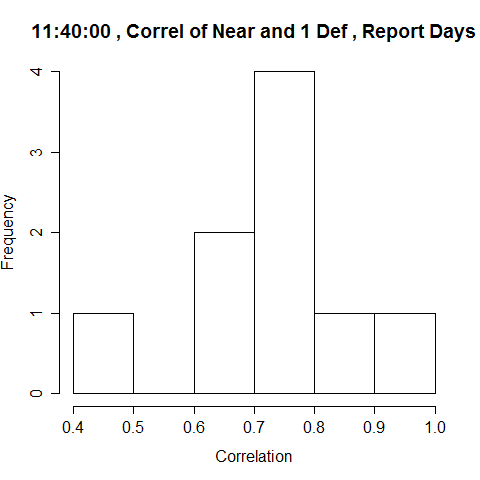 11:40:00 , Correl of Near and 1 Def , Report Days
4
3
2
1
0
Frequency
0.4 0.5 0.6 0.7 0.8 0.9 1.0
Correlation